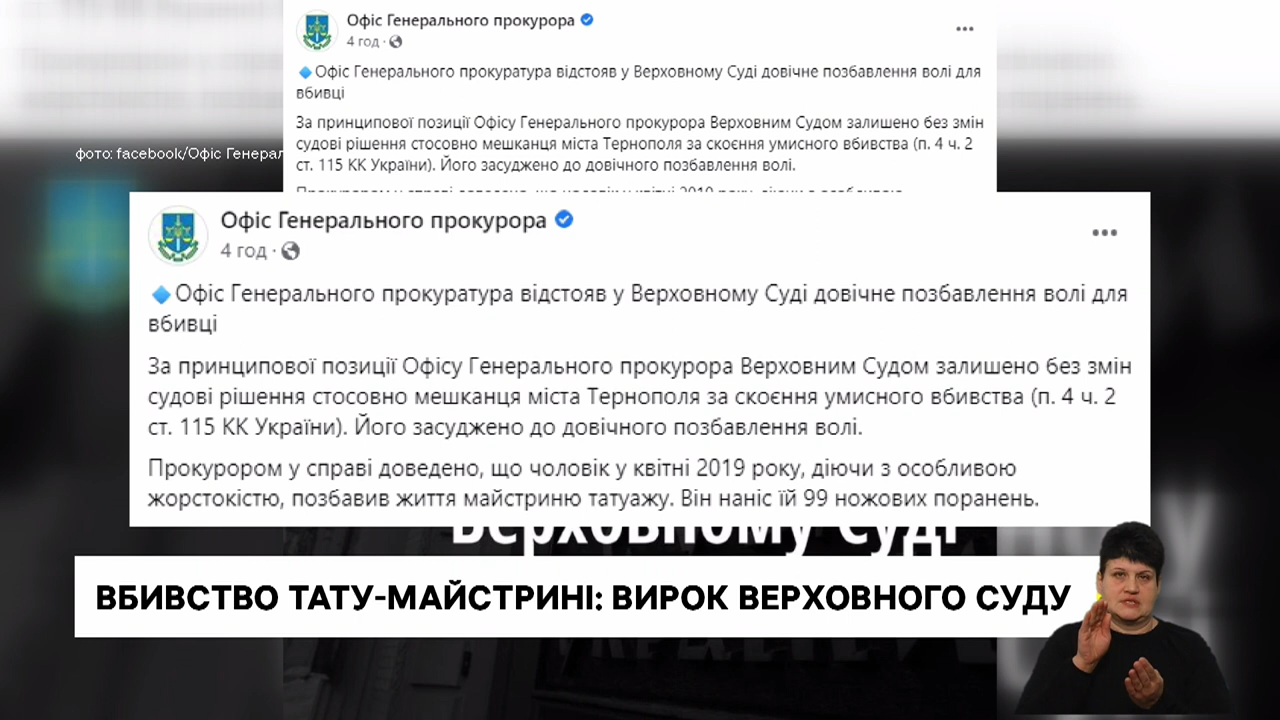 Офіс Генерального прокурора
4 год ·
Офіс Генерального прокуратура відстояв у Верховному Суді довічне позбавлення волі для
вбивці
За принципової позиції Офісу Генерального прокурора Верховним Судом залишено без змін
судові рішення стосовно мешканця міста Тернополя за скоєння умисного вбивства (п. 4 ч. 2
ст. 115 КК України). Його засуджено до довічного позбавлення волі.
фото: facebook/Офіс Генерал
Офіс Генерального прокурора
4 год ·
Офіс Генерального прокуратура відстояв у Верховному Суді довічне позбавлення волі для
вбивці
За принципової позиції Офісу Генерального прокурора Верховним Судом залишено без змін
судові рішення стосовно мешканця міста Тернополя за скоєння умисного вбивства (п. 4 ч. 2
ст. 115 КК України). Його засуджено до довічного позбавлення волі.
Прокурором у справі доведено, що чоловік у квітні 2019 року, діючи з особливою
жорстокістю, позбавив життя майстриню татуажу. Він наніс їй 99 ножових поранень.
Верховному Суді
ВБИВСТВО ТАТУ-МАЙСТРИНІ: ВИРОК ВЕРХОВНОГО СУДУ